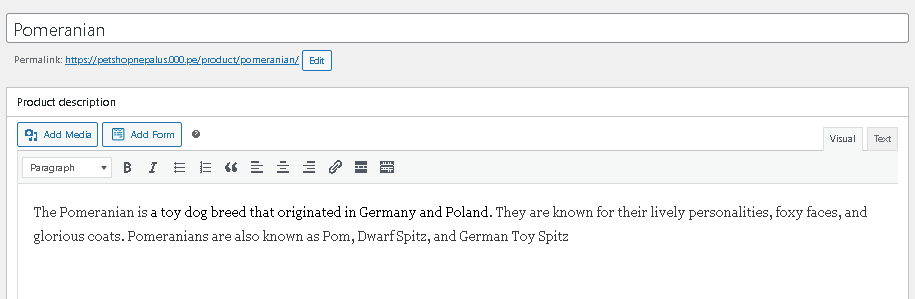 Pomeranian
Permalink: https://petshopnepalus.000.pe/product/pomeranian/ Edit
Product description
Add Media Add Form ?
Visual Text
Paragraph B I
The Pomeranian is a toy dog breed that originated in Germany and Poland. They are known for their lively personalities, foxy faces, and
glorious coats. Pomeranians are also known as Pom, Dwarf Spitz, and German Toy Spitz